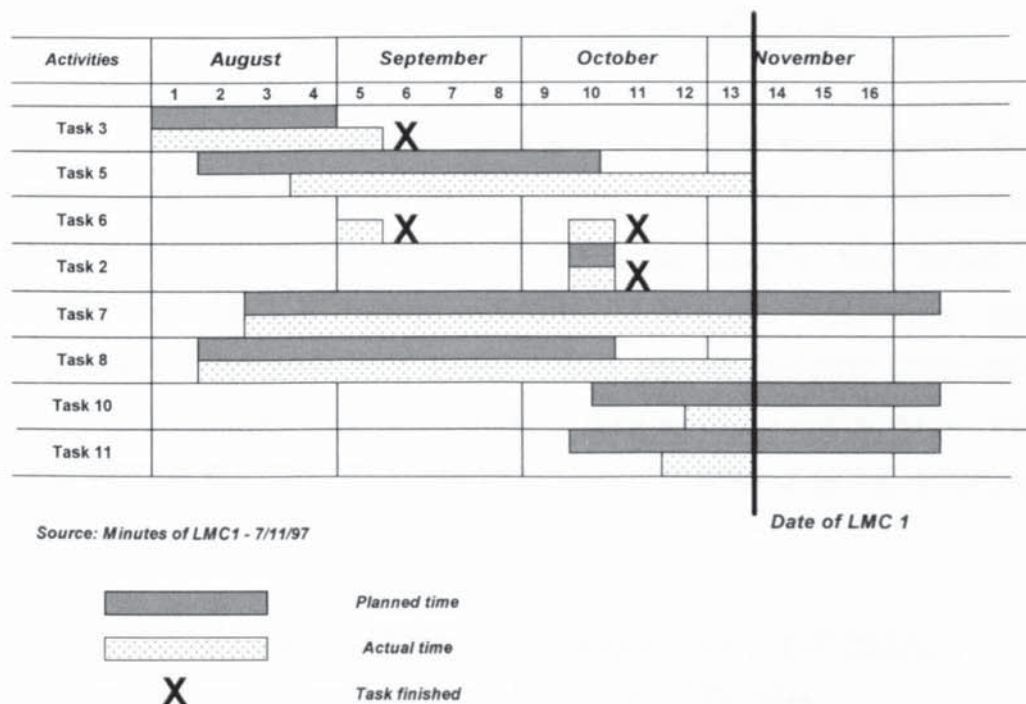 Activities August September October November
1 2 3 4 5 6 7 8 9 10 11 12 13 14 15 16
Task 3 X
Task 5
Task 6 X X
Task 2 X
Task 7
Task 8
Task 10
Task 11
Date of LMC 1
Source: Minutes of LMC1 - 7/11/97
Planned time
Actual time
X Task finished